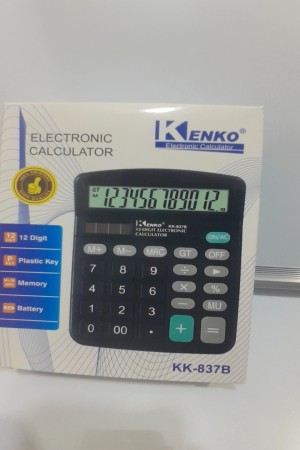 KENKO®
Electronic Calculator
ELECTRONIC
CALCULATOR
12 Digit
Plastic Key
Memory
Battery
GT
123456789012.
KENKO KK-837B
12-DIGIT ELECTRONIC
CALCULATOR
ON/AC
M+ M− MRC GT OFF
7 8 9 ÷ ▶
4 5 6 × %
1 2 3 − MU
0 00 . + =
KK-837B